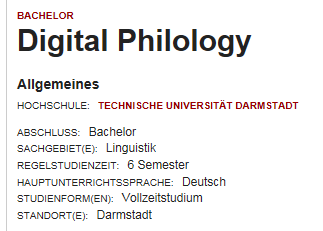 BACHELOR
Digital Philology
Allgemeines
HOCHSCHULE: TECHNISCHE UNIVERSITÄT DARMSTADT
ABSCHLUSS: Bachelor
SACHGEBIET(E): Linguistik
REGELSTUDIENZEIT: 6 Semester
HAUPTUNTERRICHTSSPRACHE: Deutsch
STUDIENFORM(EN): Vollzeitstudium
STANDORT(E): Darmstadt